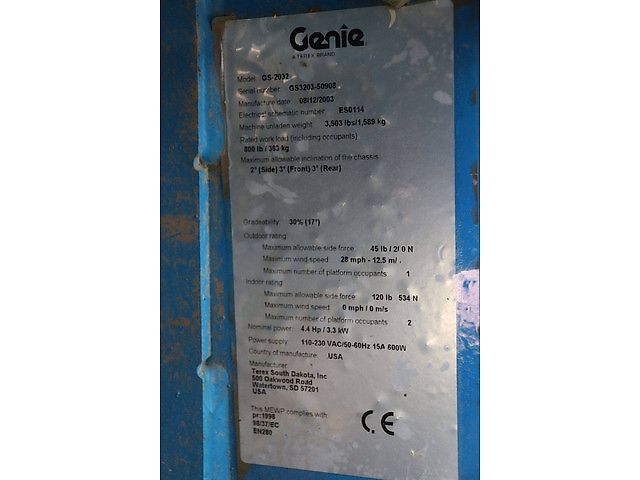 Genie
A TEREX BRAND
Model: GS-2032
Serial number: GS3203-50908
Manufacture date: 08/12/2003
Electrical schematic number: ES0114
Machine unladen weight: 3,503 lbs/1,589 kg
Rated work load (including occupants):
800 lb / 363 kg
Maximum allowable inclination of the chassis:
2° (Side) 3° (Front) 3° (Rear)
Gradeability: 30% (17°)
Outdoor rating
Maximum allowable side force: 45 lb / 200 N
Maximum wind speed: 28 mph - 12.5 m/
Maximum number of platform occupants: 1
Indoor rating
Maximum allowable side force: 120 lb 534 N
Maximum wind speed: 0 mph / 0 m/s
Maximum number of platform occupants: 2
Nominal power: 4.4 Hp / 3.3 kW
Power supply: 110-230 VAC/50-60Hz 15A 600W
Country of manufacture: USA
Manufacturer:
Terex South Dakota, Inc
500 Oakwood Road
Watertown, SD 57201
USA
This MEWP complies with:
pr:1998
98/37/EC
EN280
CE